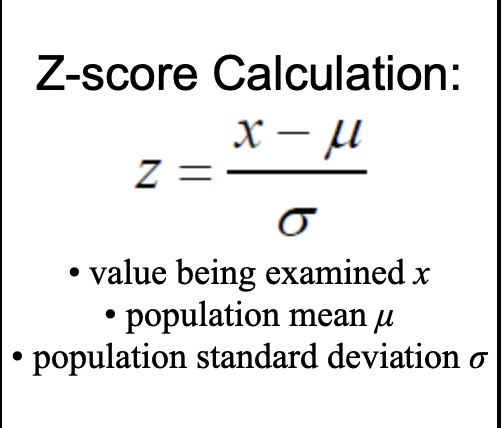 Z-score Calculation:
z = (x − μ) / σ
• value being examined x
• population mean μ
• population standard deviation σ